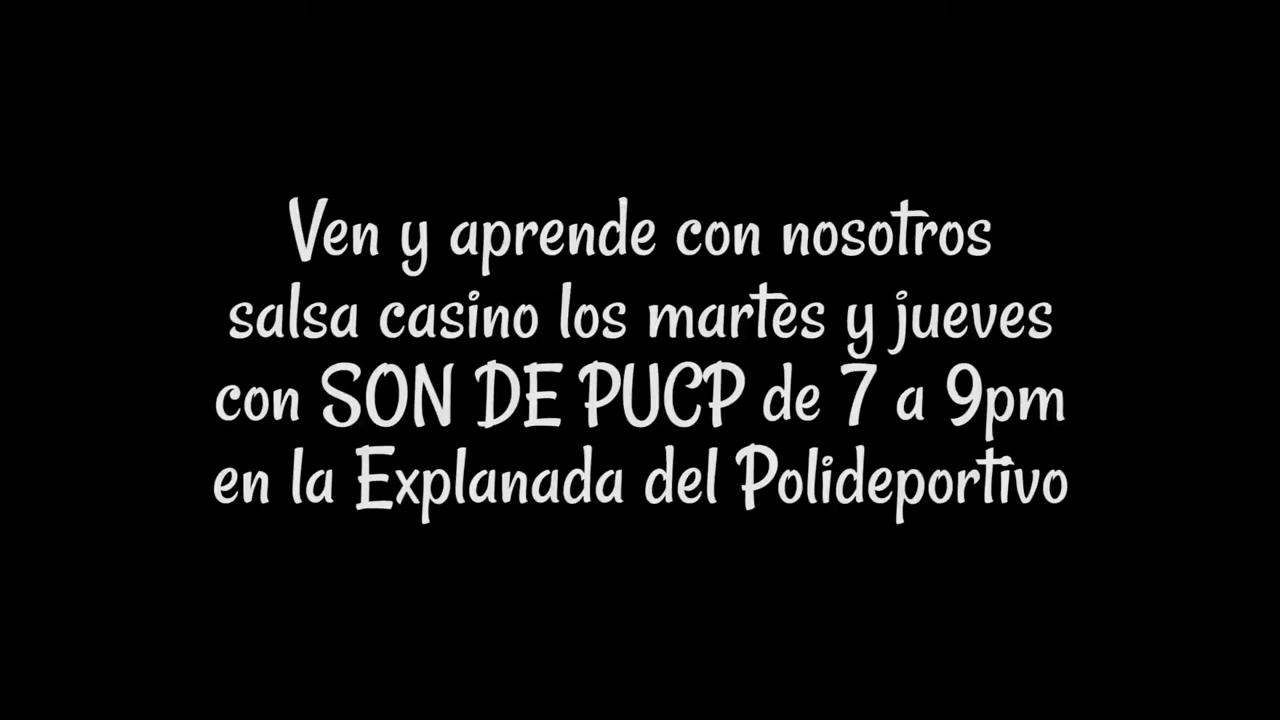 Ven y aprende con nosotros
salsa casino los martes y jueves
con SON DE PUCP de 7 a 9pm
en la Explanada del Polideportivo